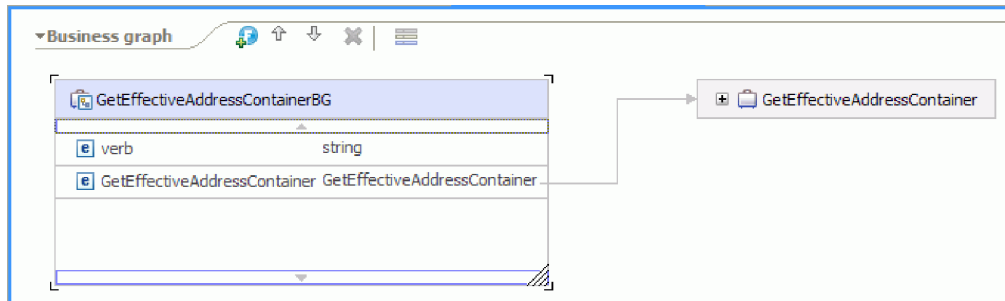 Business graph
GetEffectiveAddressContainerBG
GetEffectiveAddressContainer
verb string
GetEffectiveAddressContainer GetEffectiveAddressContainer